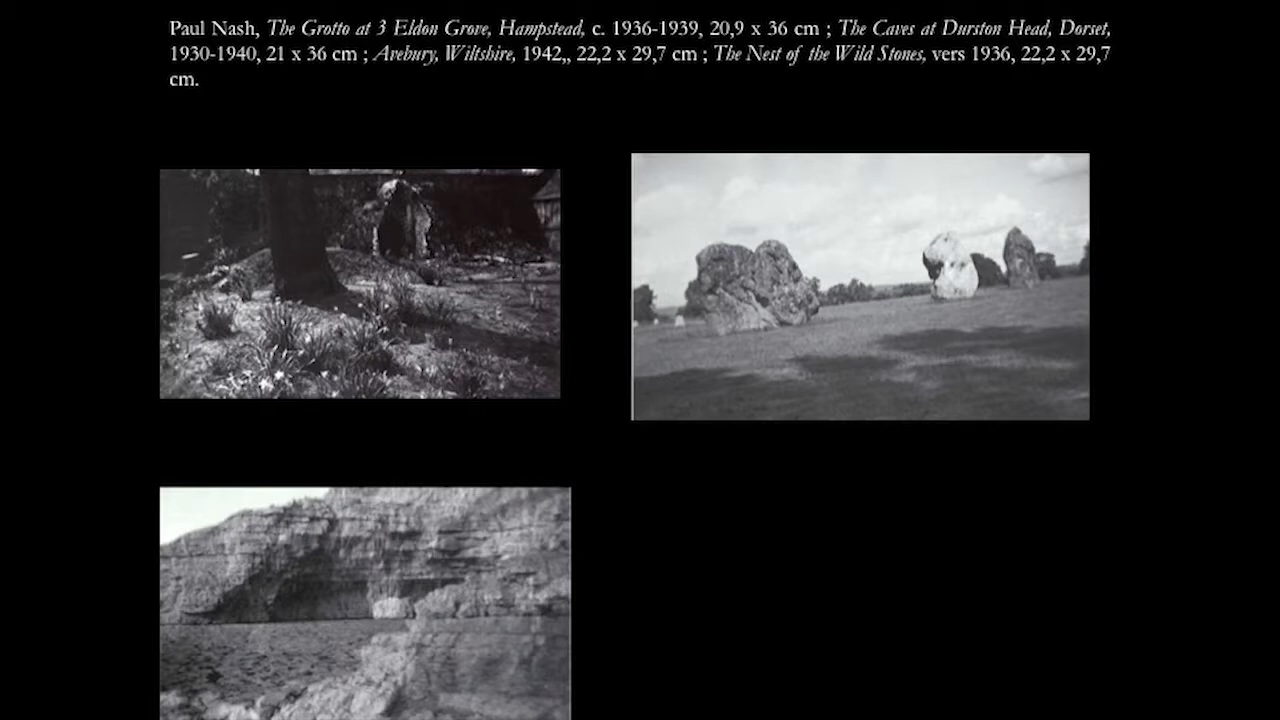 Paul Nash, The Grotto at 3 Eldon Grove, Hampstead, c. 1936-1939, 20,9 x 36 cm ; The Caves at Durston Head, Dorset,
1930-1940, 21 x 36 cm ; Avebury, Wiltshire, 1942,, 22,2 x 29,7 cm ; The Nest of the Wild Stones, vers 1936, 22,2 x 29,7
cm.